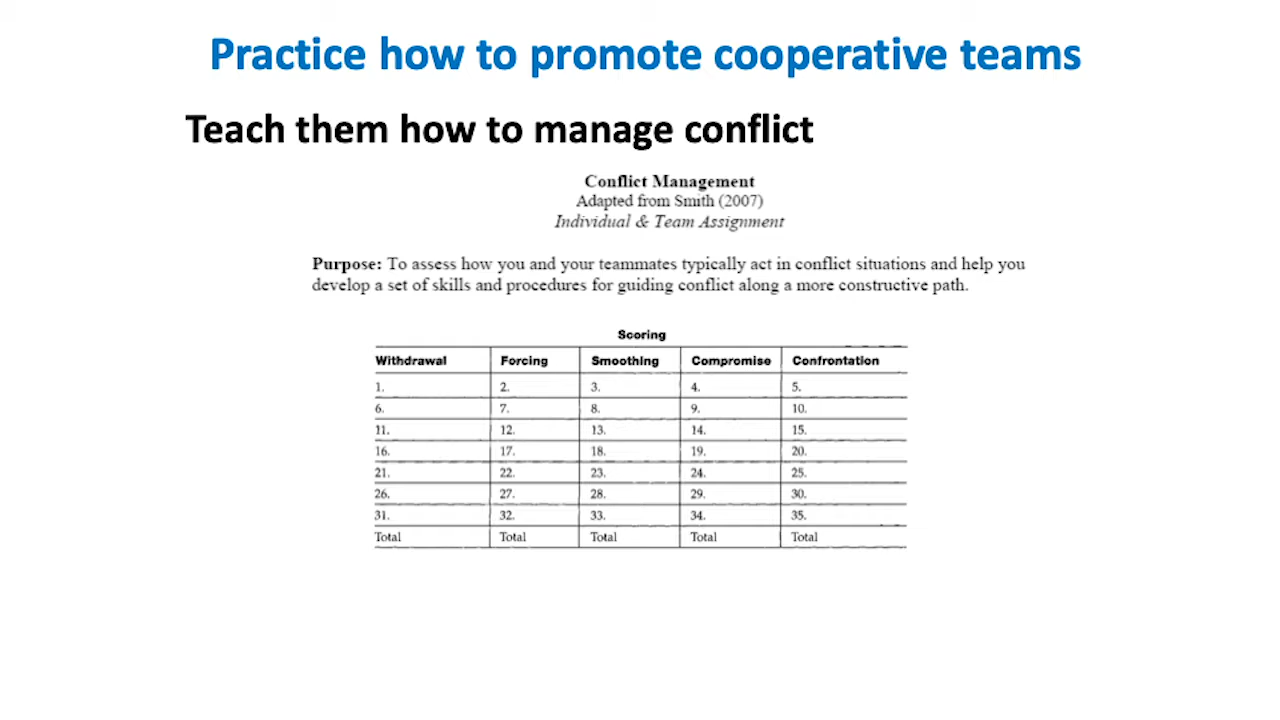 Practice how to promote cooperative teams
Teach them how to manage conflict
Conflict Management
Adapted from Smith (2007)
Individual & Team Assignment
Purpose: To assess how you and your teammates typically act in conflict situations and help you
develop a set of skills and procedures for guiding conflict along a more constructive path.
Scoring
Withdrawal Forcing Smoothing Compromise Confrontation
1. 2. 3. 4. 5.
6. 7. 8. 9. 10.
11. 12. 13. 14. 15.
16. 17. 18. 19. 20.
21. 22. 23. 24. 25.
26. 27. 28. 29. 30.
31. 32. 33. 34. 35.
Total Total Total Total Total